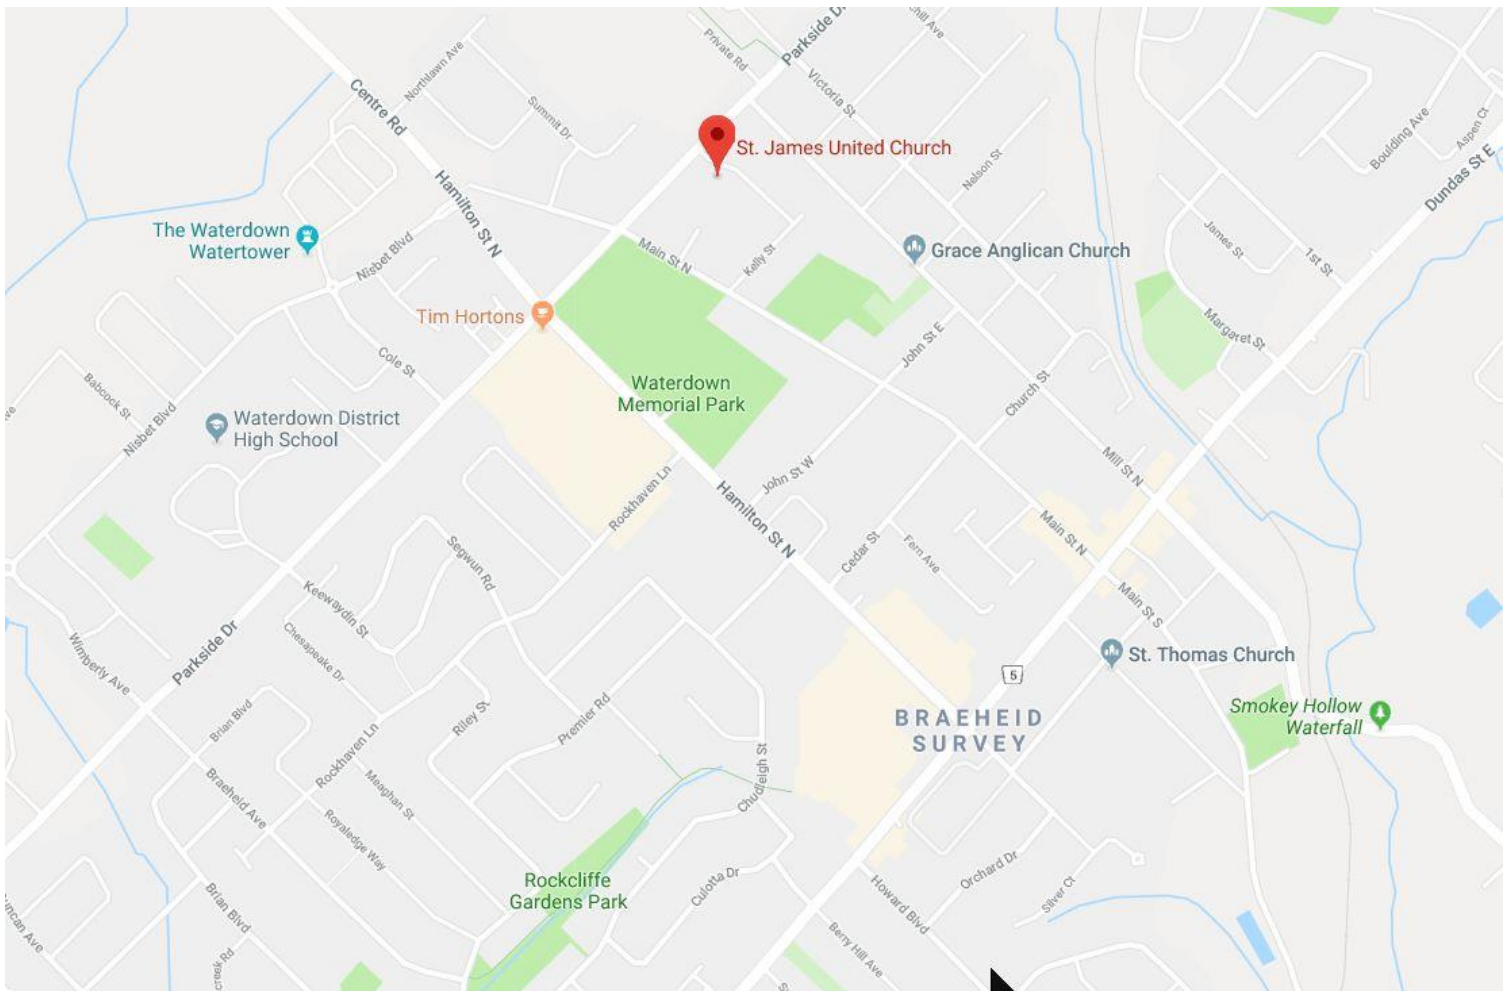 Parkside Dr
hill Ave
Private Rd
Northlawn Ave
Centre Rd
Victoria St
Summit Dr
St. James United Church
Boulding Ave
Aspen Ct
Nelson St
Dundas St E
Hamilton St N
The Waterdown
Watertower
Nisbet Blvd
Main St N
Kelly St
Grace Anglican Church
James St
1st St
Tim Hortons
Margaret St
John St E
Cole St
Waterdown
Memorial Park
Church St
Babcock St
ve
Nisbet Blvd
Waterdown District
High School
Mill St N
John St W
Rockhaven Ln
Hamilton St N
Main St N
Cedar St
Fern Ave
Segwun Rd
Keewaydin St
Main St S
Chesapeake Dr
Parkside Dr
Wimberly Ave
St. Thomas Church
5
BRAEHEID
SURVEY
Smokey Hollow
Waterfall
Brian Blvd
Riley St
Premier Rd
Rockhaven Ln
Chudleigh St
Meaghan St
Braeheid Ave
Royaledge Way
Rockcliffe
Gardens Park
Culotta Dr
Orchard Dr
Silver Ct
Howard Blvd
Brian Blvd
uncan Ave
creek Rd
Berry Hill Ave
S